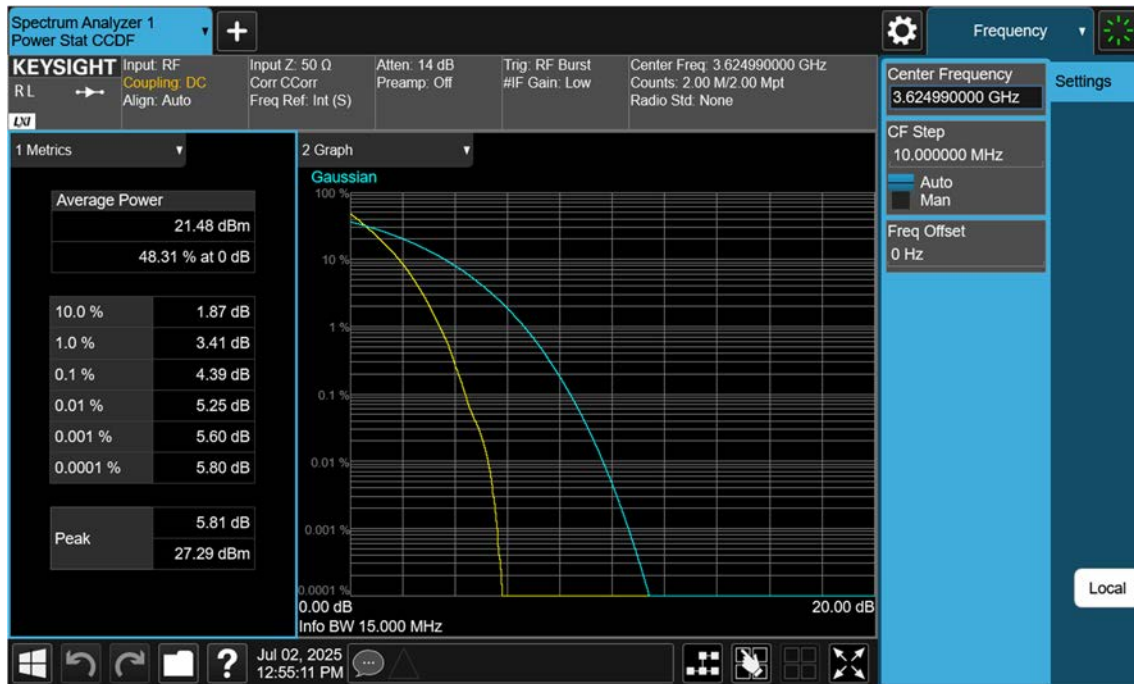 Spectrum Analyzer 1
Power Stat CCDF
+
Frequency
KEYSIGHT
RL
LXI
Input: RF
Coupling: DC
Align: Auto
Input Z: 50 Ω
Corr CCorr
Freq Ref: Int (S)
Atten: 14 dB
Preamp: Off
Trig: RF Burst
#IF Gain: Low
Center Freq: 3.624990000 GHz
Counts: 2.00 M/2.00 Mpt
Radio Std: None
Center Frequency
3.624990000 GHz
Settings
CF Step
10.000000 MHz
Auto
Man
Freq Offset
0 Hz
1 Metrics
Average Power
21.48 dBm
48.31 % at 0 dB
10.0 % 1.87 dB
1.0 % 3.41 dB
0.1 % 4.39 dB
0.01 % 5.25 dB
0.001 % 5.60 dB
0.0001 % 5.80 dB
Peak
5.81 dB
27.29 dBm
2 Graph
Gaussian
100 %
10 %
1 %
0.1 %
0.01 %
0.001 %
0.0001 %
0.00 dB
20.00 dB
Info BW 15.000 MHz
Local
?
Jul 02, 2025
12:55:11 PM